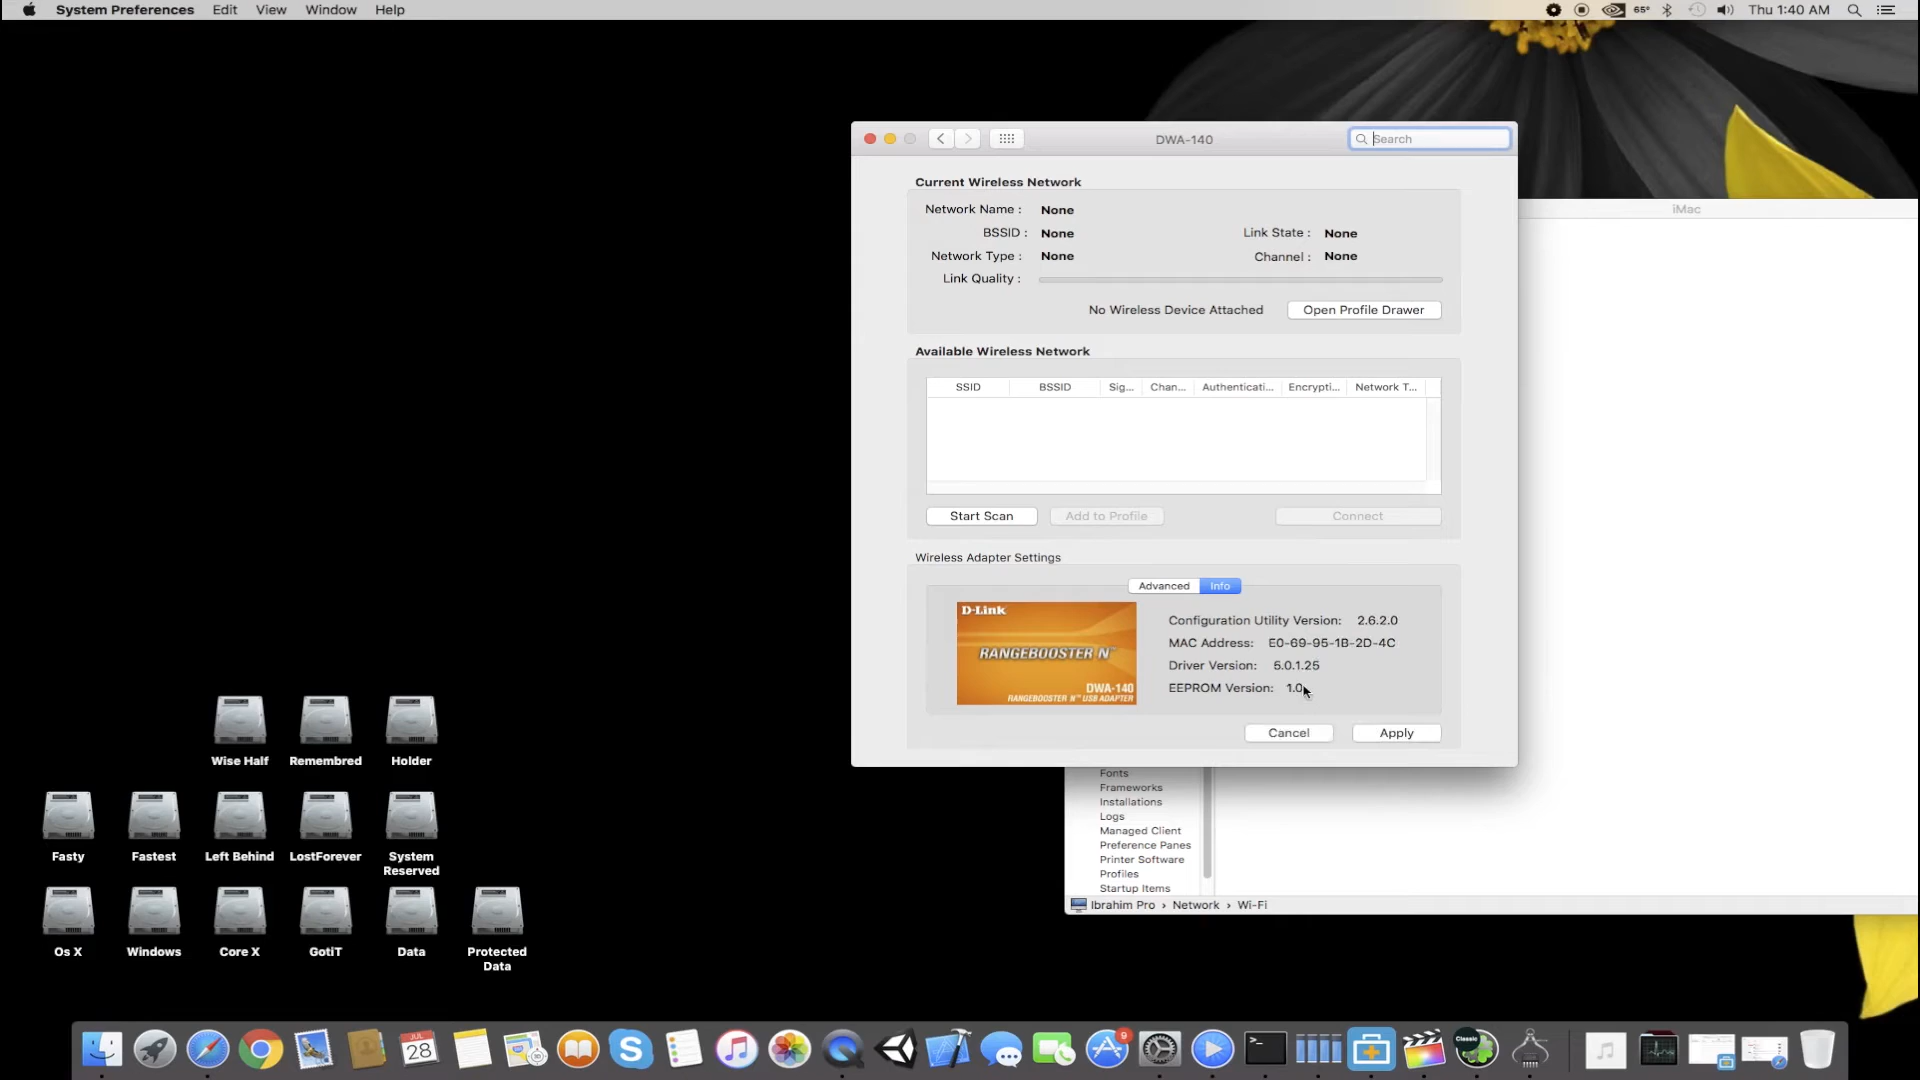 System Preferences Edit View Window Help
65° Thu 1:40 AM
DWA-140
Search
Current Wireless Network
Network Name : None
BSSID : None
Link State : None
Network Type : None
Channel : None
Link Quality :
No Wireless Device Attached
Open Profile Drawer
Available Wireless Network
SSID BSSID Sig... Chan... Authenticati... Encrypti... Network T...
Start Scan Add to Profile Connect
Wireless Adapter Settings
Advanced Info
D-Link
RANGEBOOSTER N™
DWA-140
RANGEBOOSTER N™ USB ADAPTER
Configuration Utility Version: 2.6.2.0
MAC Address: E0-69-95-1B-2D-4C
Driver Version: 5.0.1.25
EEPROM Version: 1.0
Cancel Apply
iMac
Fonts
Frameworks
Installations
Logs
Managed Client
Preference Panes
Printer Software
Profiles
Startup Items
Ibrahim Pro › Network › Wi-Fi
Wise Half Remembred Holder
Fasty Fastest Left Behind LostForever System
Reserved
Os X Windows Core X GotiT Data Protected
Data
JUL
28
9
Classic